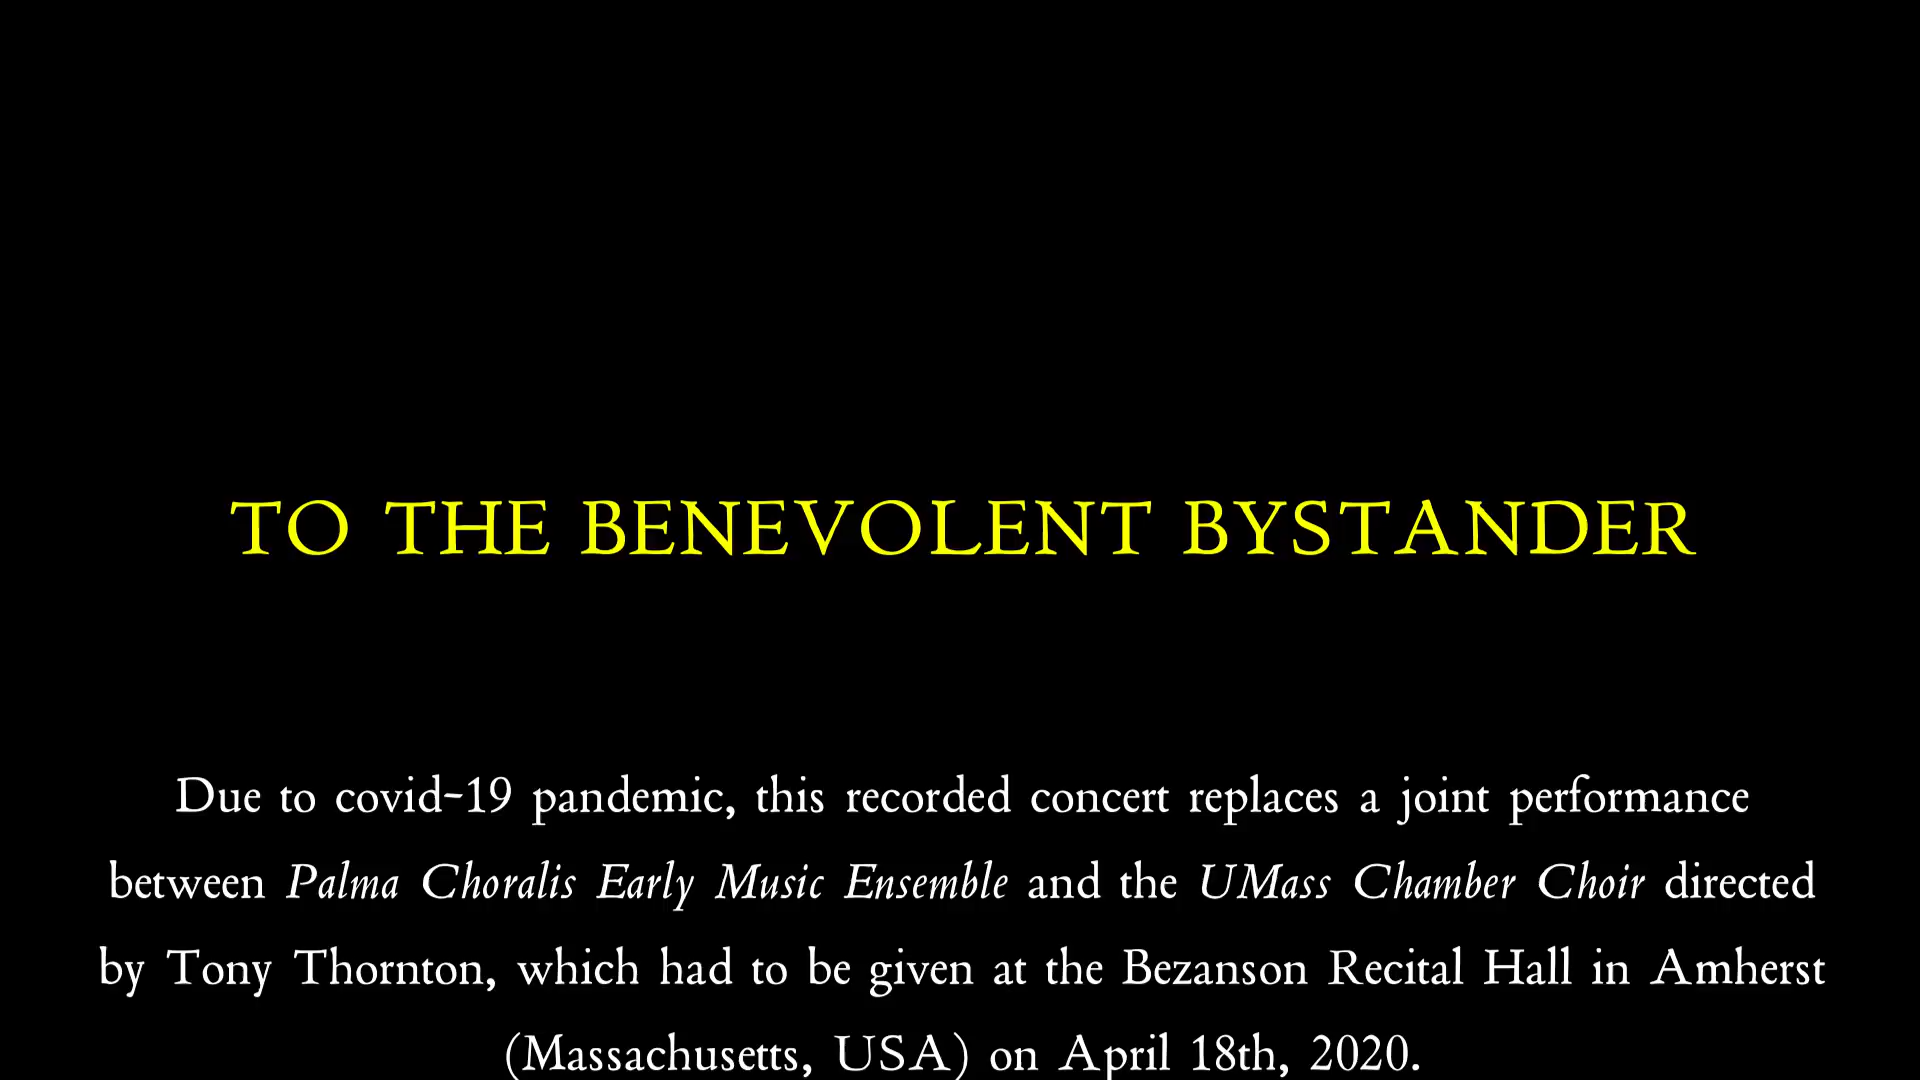 TO THE BENEVOLENT BYSTANDER
Due to covid-19 pandemic, this recorded concert replaces a joint performance
between Palma Choralis Early Music Ensemble and the UMass Chamber Choir directed
by Tony Thornton, which had to be given at the Bezanson Recital Hall in Amherst
(Massachusetts, USA) on April 18th, 2020.